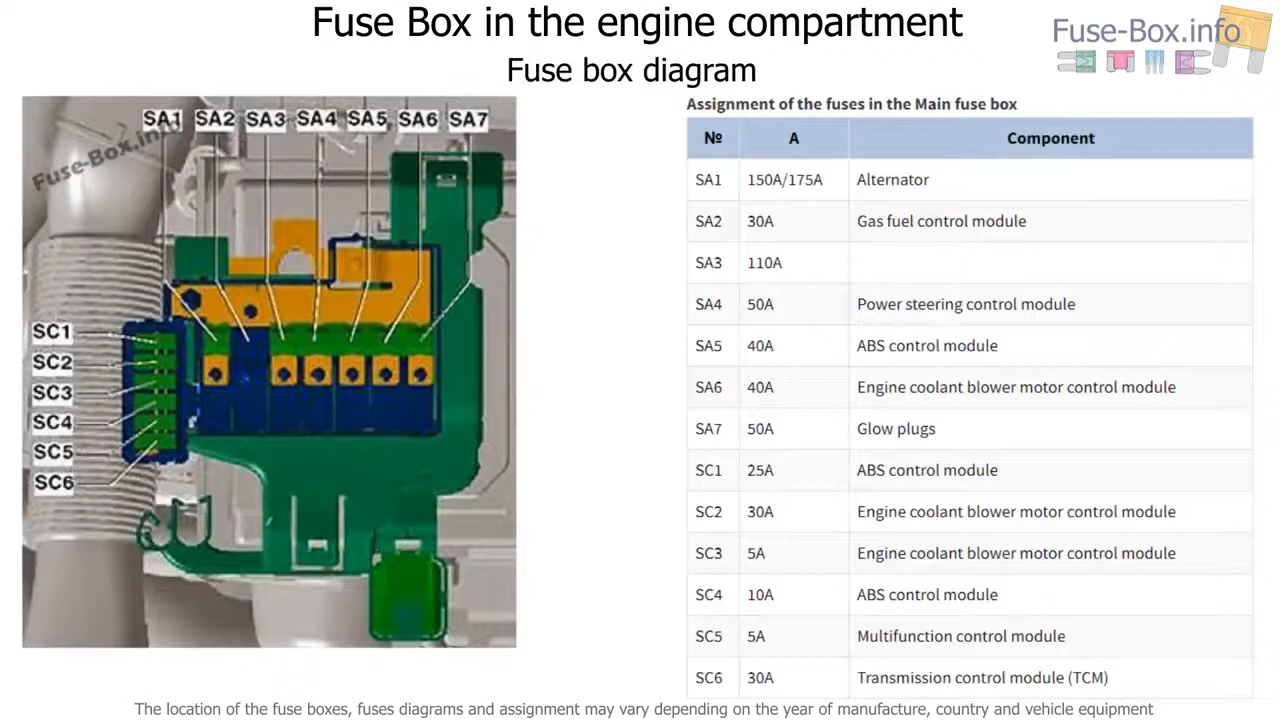 Fuse Box in the engine compartment
Fuse box diagram
Fuse-Box.info
SA1 SA2 SA3 SA4 SA5 SA6 SA7
Fuse-Box.info
SC1
SC2
SC3
SC4
SC5
SC6
Assignment of the fuses in the Main fuse box
№ A Component
SA1 150A/175A Alternator
SA2 30A Gas fuel control module
SA3 110A
SA4 50A Power steering control module
SA5 40A ABS control module
SA6 40A Engine coolant blower motor control module
SA7 50A Glow plugs
SC1 25A ABS control module
SC2 30A Engine coolant blower motor control module
SC3 5A Engine coolant blower motor control module
SC4 10A ABS control module
SC5 5A Multifunction control module
SC6 30A Transmission control module (TCM)
The location of the fuse boxes, fuses diagrams and assignment may vary depending on the year of manufacture, country and vehicle equipment